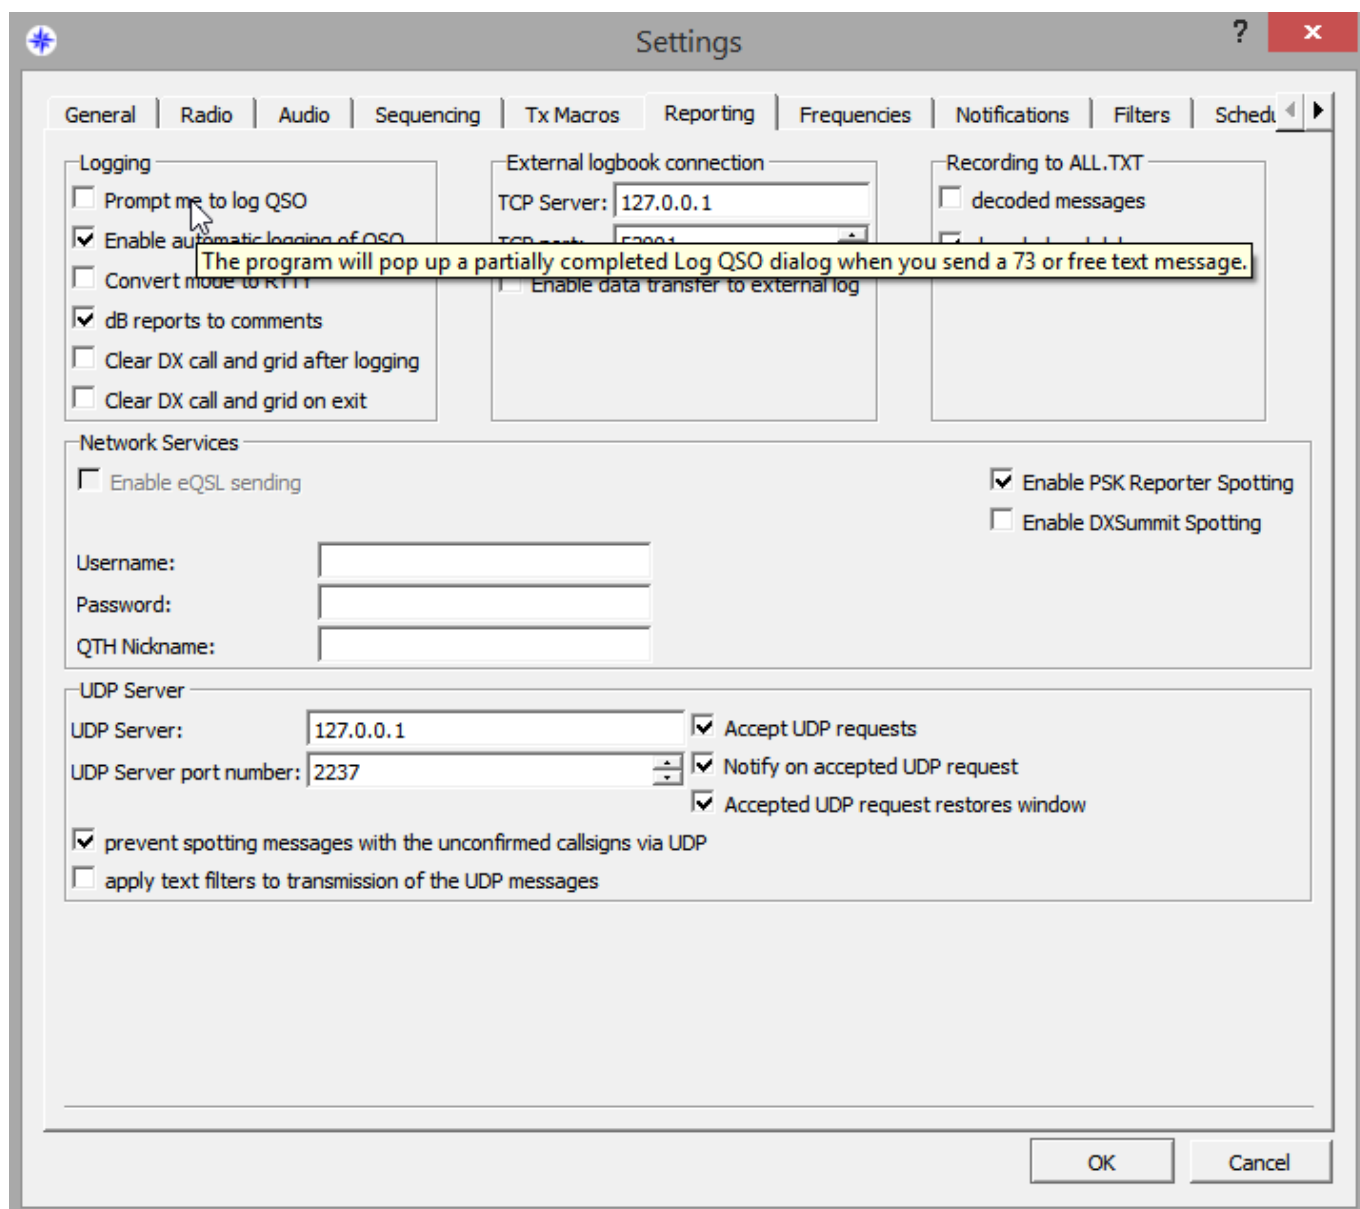 Settings
?
x
General Radio Audio Sequencing Tx Macros Reporting Frequencies Notifications Filters
Logging
Prompt me to log QSO
Enable automatic logging of QSO
Convert mode to RTTY
dB reports to comments
Clear DX call and grid after logging
Clear DX call and grid on exit
External logbook connection
TCP Server: 127.0.0.1
TCP port:
The program will pop up a partially completed Log QSO dialog when you send a 73 or free text message.
Enable data transfer to external log
Recording to ALL.TXT
decoded messages
Network Services
Enable eQSL sending
Enable PSK Reporter Spotting
Enable DXSummit Spotting
Username:
Password:
QTH Nickname:
UDP Server
UDP Server: 127.0.0.1
UDP Server port number: 2237
Accept UDP requests
Notify on accepted UDP request
Accepted UDP request restores window
prevent spotting messages with the unconfirmed callsigns via UDP
apply text filters to transmission of the UDP messages
OK Cancel